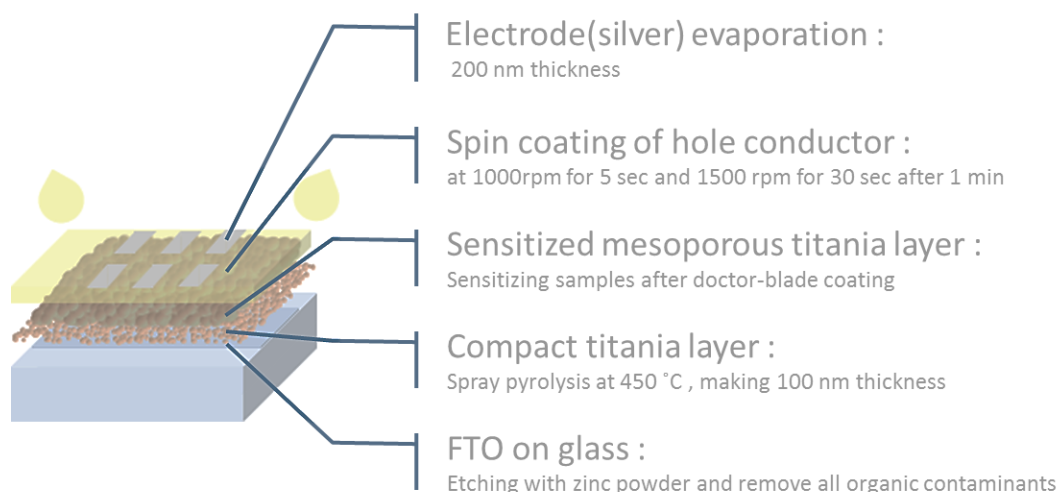 Electrode(silver) evaporation :
200 nm thickness
Spin coating of hole conductor :
at 1000rpm for 5 sec and 1500 rpm for 30 sec after 1 min
Sensitized mesoporous titania layer :
Sensitizing samples after doctor-blade coating
Compact titania layer :
Spray pyrolysis at 450 ˚C , making 100 nm thickness
FTO on glass :
Etching with zinc powder and remove all organic contaminants